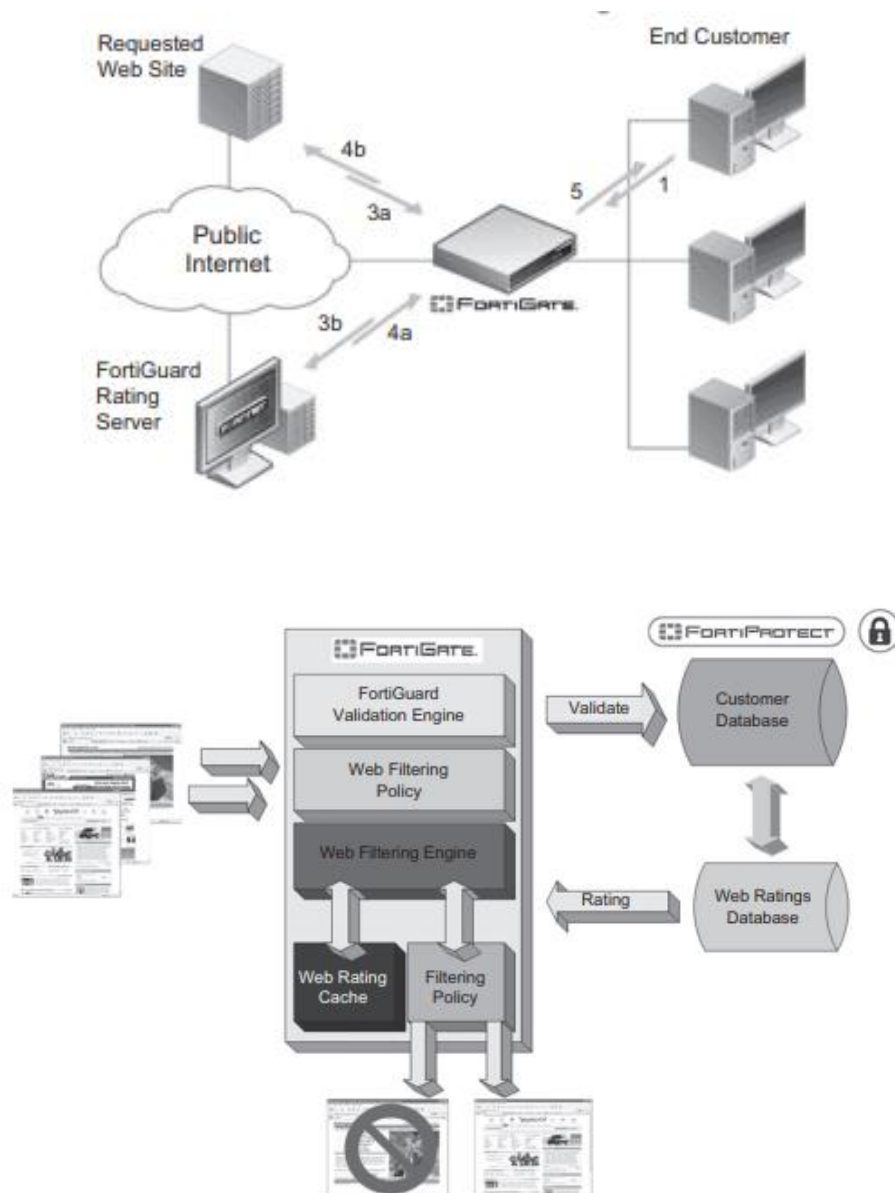 Requested
Web Site
End Customer
4b
3a
5
1
Public
Internet
FORTIGATE.
3b
4a
FortiGuard
Rating
Server
FORTIGATE.
FORTIPROTECT
FortiGuard
Validation Engine
Validate
Customer
Database
Web Filtering
Policy
Web Filtering Engine
Rating
Web Ratings
Database
Web Rating
Cache
Filtering
Policy